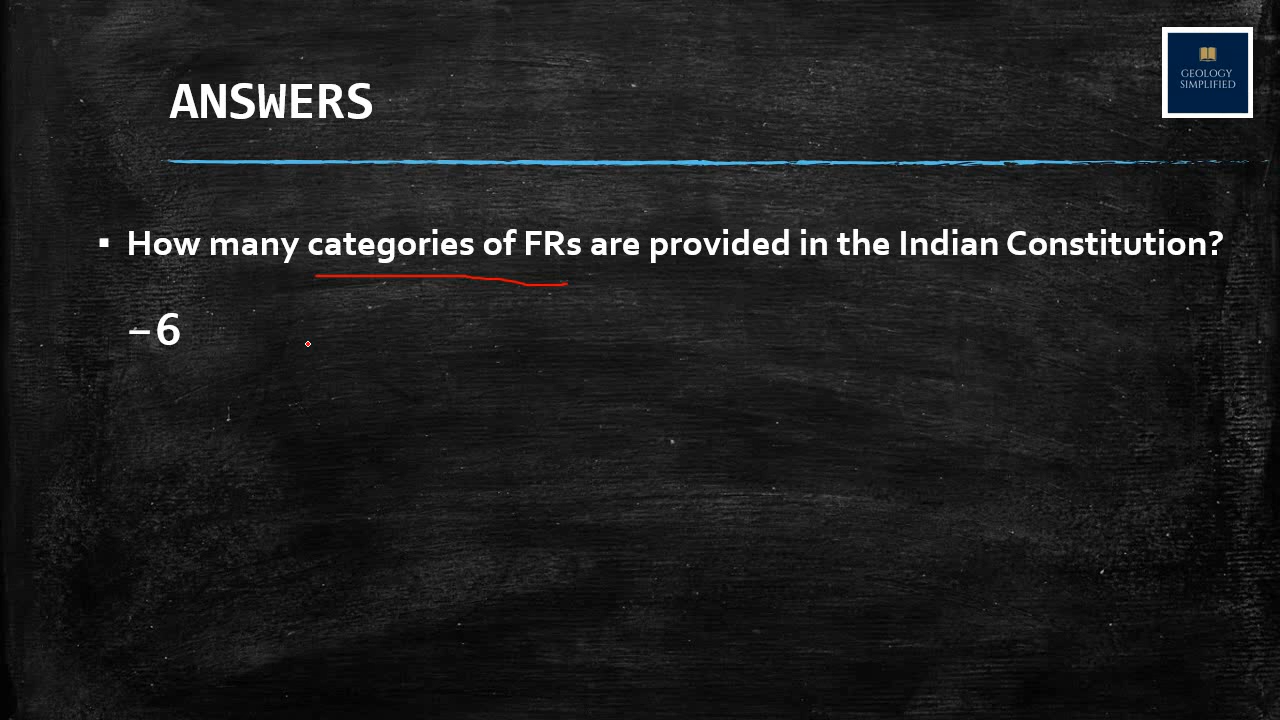 GEOLOGY
SIMPLIFIED
ANSWERS
▪ How many categories of FRs are provided in the Indian Constitution?
–6